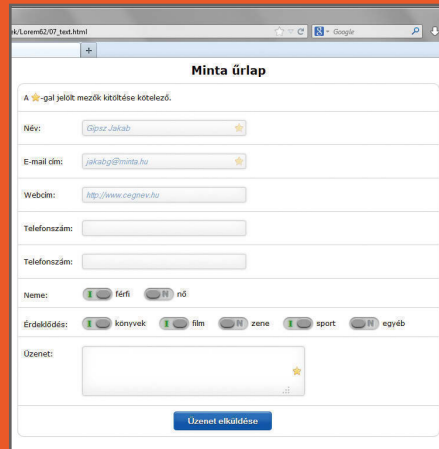 ek/Lorem62/07_text.html
Google
Minta űrlap
A -gal jelölt mezők kitöltése kötelező.
Név: Gipsz Jakab
E-mail cím: jakabg@minta.hu
Webcím: http://www.cegnev.hu
Telefonszám:
Telefonszám:
Neme: I férfi N nő
Érdeklődés: I könyvek I film N zene I sport N egyéb
Üzenet:
Üzenet elküldése